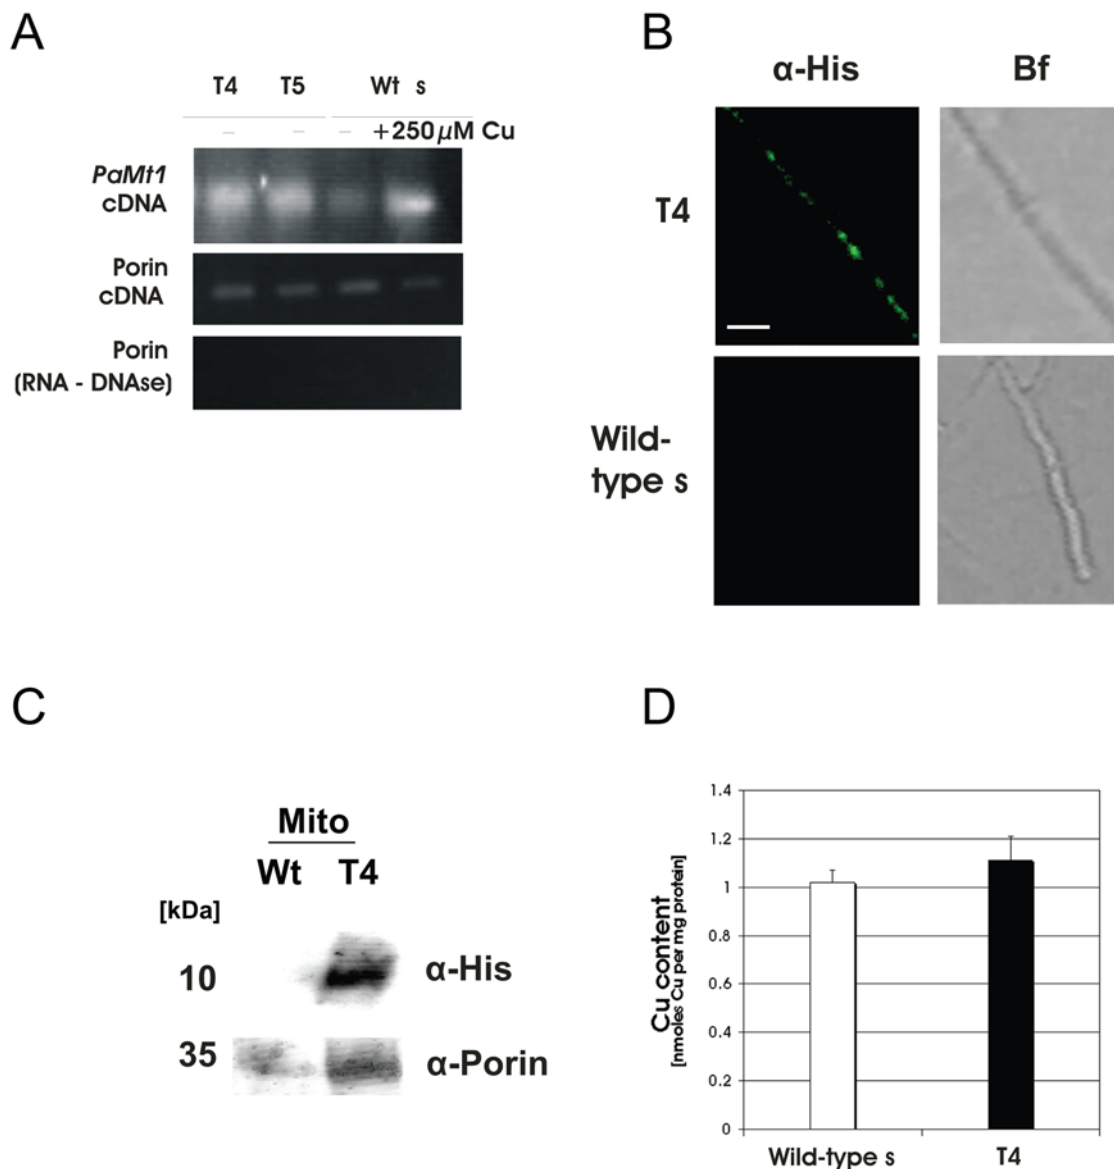 A
T4 T5 Wt s
– – – +250 μM Cu
PaMt1
cDNA
Porin
cDNA
Porin
(RNA - DNAse)
B
α-His Bf
T4
Wild-
type s
C
Mito
Wt T4
[kDa]
10 α-His
35 α-Porin
D
Cu content
[nmoles Cu per mg protein]
1.4
1.2
1
0.8
0.6
0.4
0.2
0
Wild-type s T4